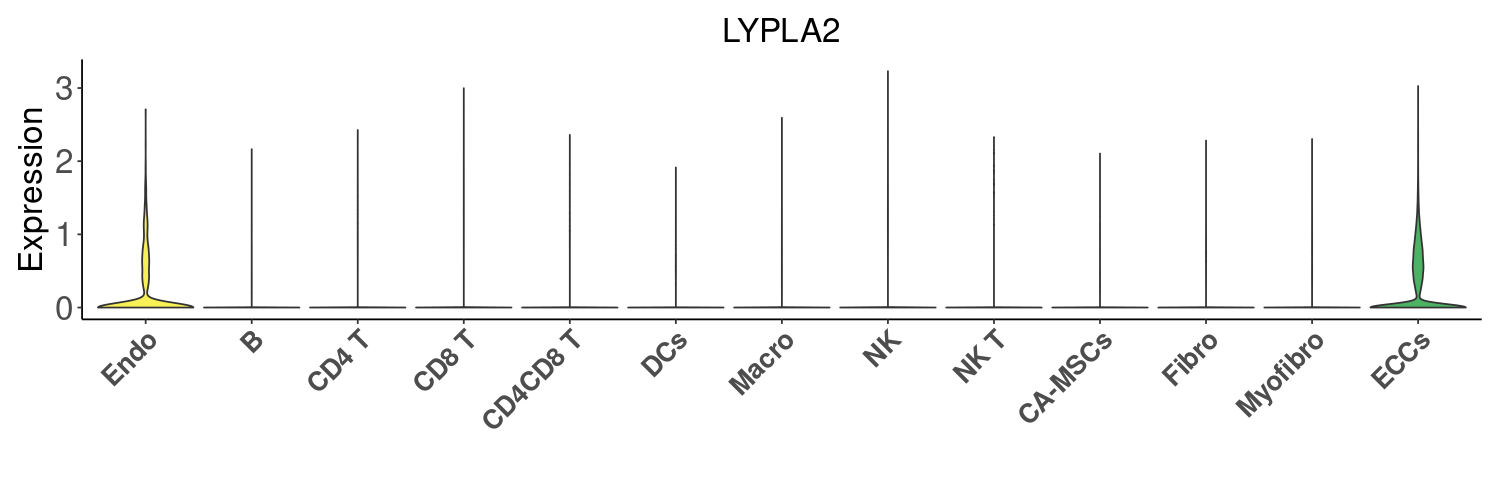 LYPLA2
Expression
3
2
1
0
Endo
B
CD4 T
CD8 T
CD4CD8 T
DCs
Macro
NK
NK T
CA-MSCs
Fibro
Myofibro
ECCs